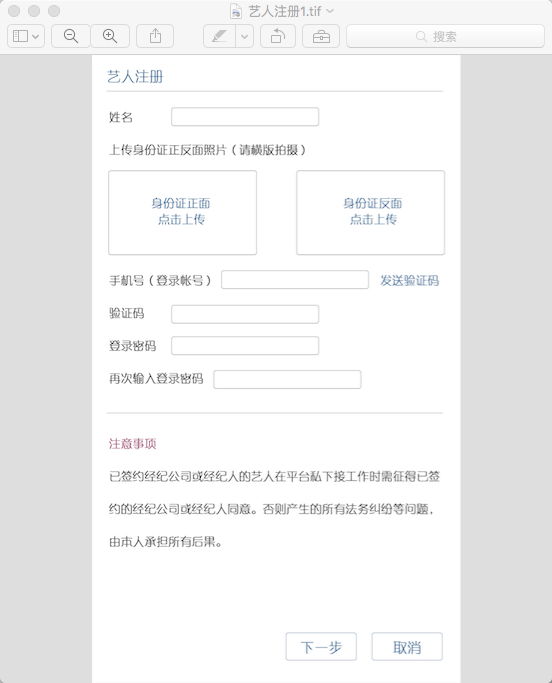 艺人注册1.tif
搜索
艺人注册
姓名
上传身份证正反面照片（请横版拍摄）
身份证正面
点击上传
身份证反面
点击上传
手机号（登录帐号） 发送验证码
验证码
登录密码
再次输入登录密码
注意事项
已签约经纪公司或经纪人的艺人在平台私下接工作时需征得已签
约的经纪公司或经纪人同意。否则产生的所有法务纠纷等问题，
由本人承担所有后果。
下一步 取消